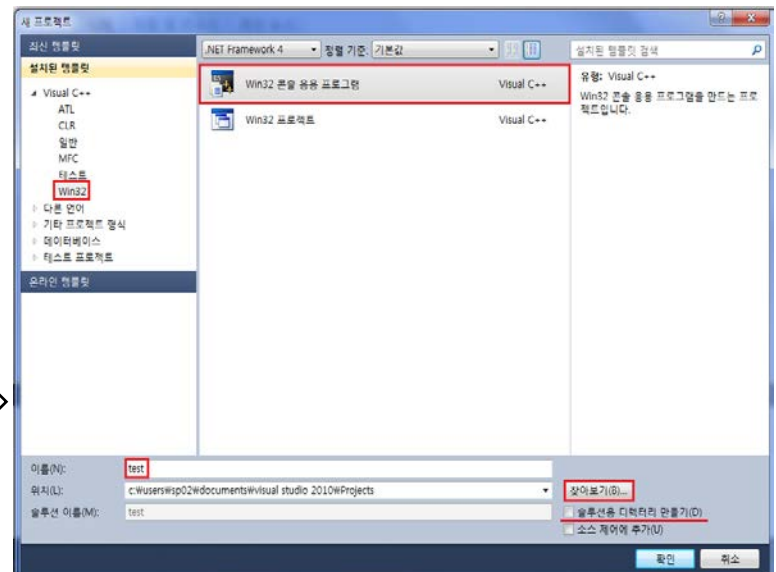 새 프로젝트
최신 템플릿
설치된 템플릿
Visual C++
ATL
CLR
일반
MFC
테스트
Win32
다른 언어
기타 프로젝트 형식
데이터베이스
테스트 프로젝트
온라인 템플릿
.NET Framework 4 정렬 기준: 기본값
Win32 콘솔 응용 프로그램 Visual C++
Win32 프로젝트 Visual C++
설치된 템플릿 검색
유형: Visual C++
Win32 콘솔 응용 프로그램을 만드는 프로
젝트입니다.
이름(N): test
위치(L): c:₩users₩sp02₩documents₩visual studio 2010₩Projects 찾아보기(B)...
솔루션 이름(M): test 솔루션용 디렉터리 만들기(D)
소스 제어에 추가(U)
확인 취소